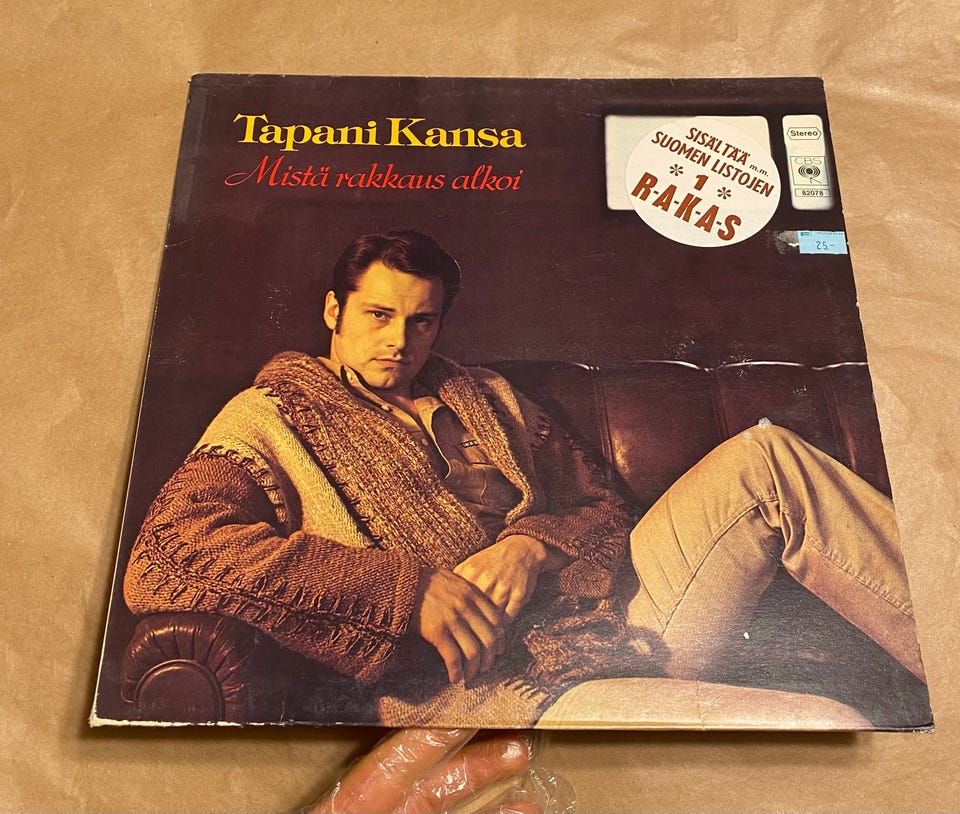 Tapani Kansa
Mistä rakkaus alkoi
SISÄLTÄÄ m.m.
SUOMEN LISTOJEN
* 1 *
R-A-K-A-S
Stereo
CBS
82078
25.-